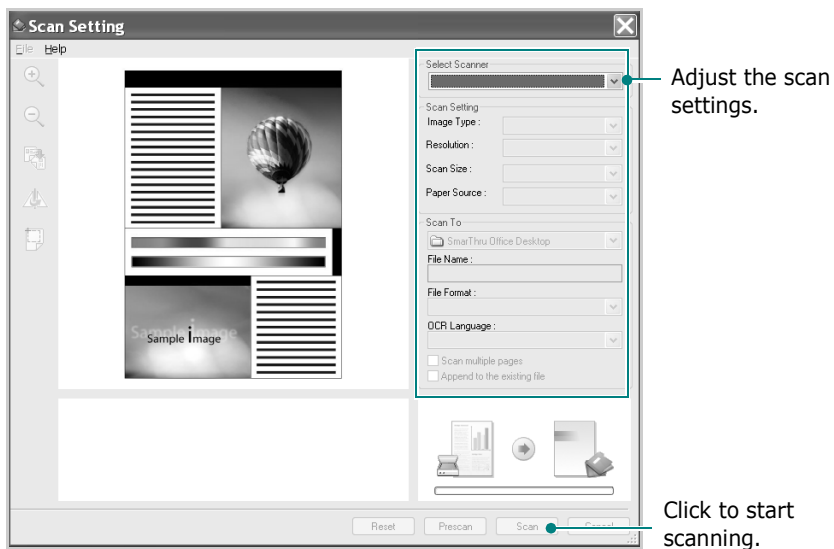 Scan Setting
File Help
Select Scanner
Scan Setting
Image Type :
Resolution :
Scan Size :
Paper Source :
Scan To
SmarThru Office Desktop
File Name :
File Format :
OCR Language :
Scan multiple pages
Append to the existing file
Sample image
Sample image
Reset Prescan Scan Cancel
Adjust the scan
settings.
Click to start
scanning.